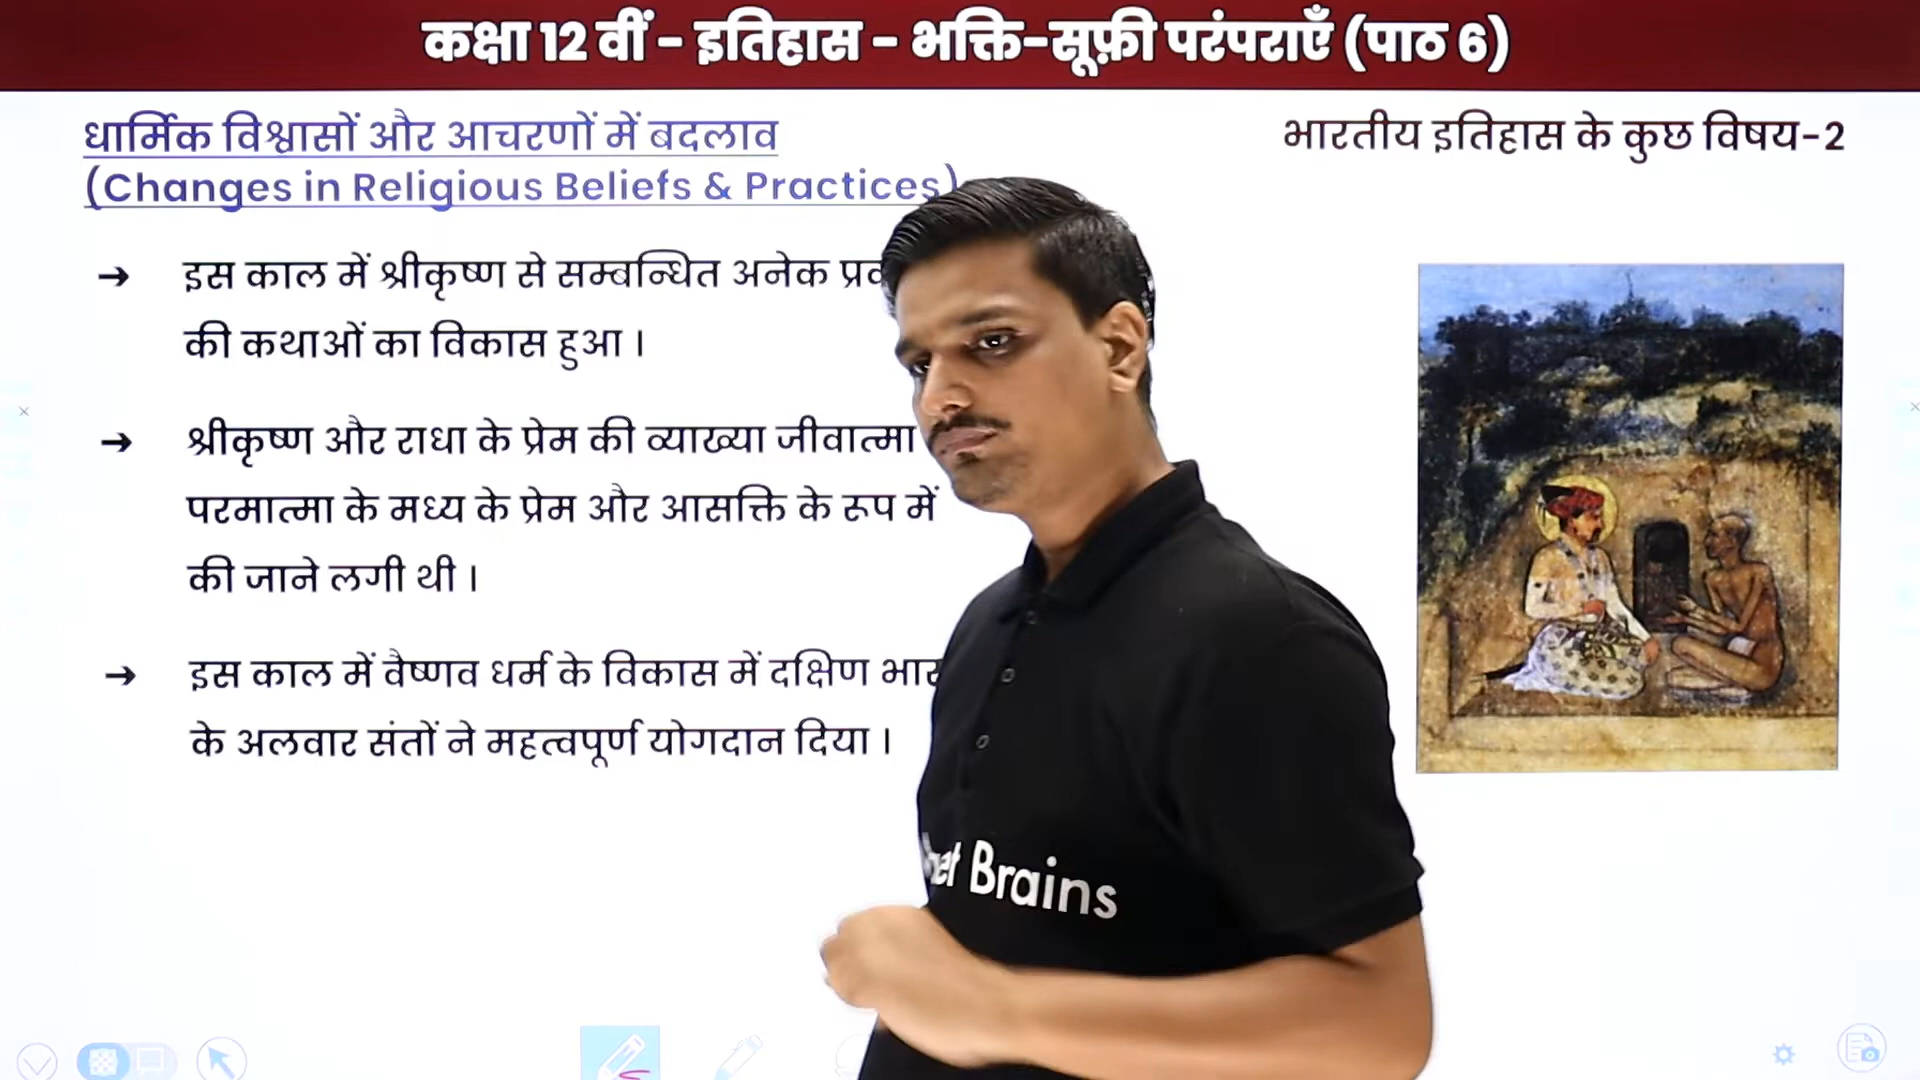 कक्षा 12 वीं - इतिहास - भक्ति-सूफ़ी परंपराएँ (पाठ 6)
धार्मिक विश्वासों और आचरणों में बदलाव
भारतीय इतिहास के कुछ विषय-2
(Changes in Religious Beliefs & Practices)
➔ इस काल में श्रीकृष्ण से सम्बन्धित अनेक
की कथाओं का विकास हुआ ।
➔ श्रीकृष्ण और राधा के प्रेम की व्याख्या जीवात्मा
परमात्मा के मध्य के प्रेम और आसक्ति के रूप में
की जाने लगी थी ।
➔ इस काल में वैष्णव धर्म के विकास में दक्षिण
के अलवार संतों ने महत्वपूर्ण योगदान दिया ।
Brains